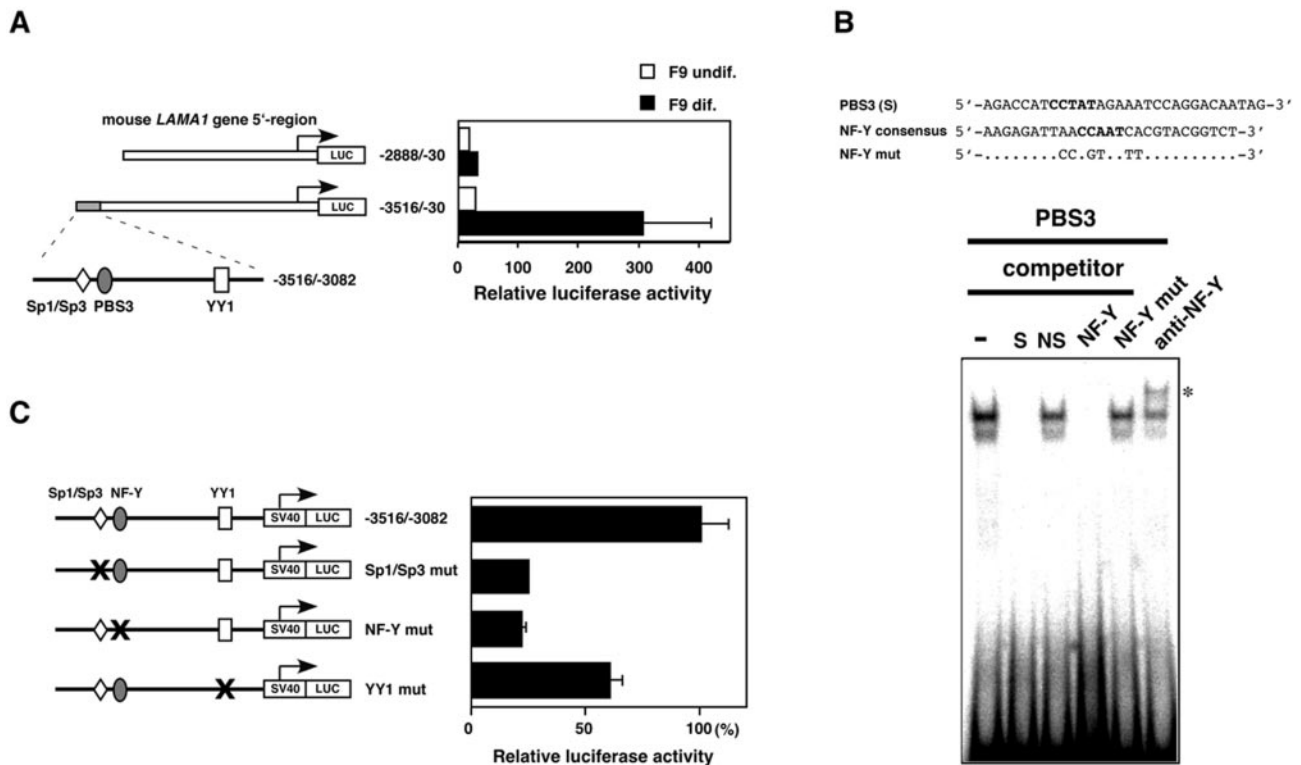 A
F9 undif.
F9 dif.
mouse LAMA1 gene 5'-region
LUC
-2888/-30
LUC
-3516/-30
-3516/-3082
Sp1/Sp3 PBS3 YY1
0 100 200 300 400
Relative luciferase activity
B
PBS3 (S) 5'-AGACCATCCTATAGAAATCCAGGACAATAG-3'
NF-Y consensus 5'-AAGAGATTAACCAATCACGTACGGTCT-3'
NF-Y mut 5'-........CC.GT..TT..........-3'
PBS3
competitor
- S NS NF-Y NF-Y mut anti-NF-Y
*
C
Sp1/Sp3 NF-Y YY1
SV40 LUC -3516/-3082
SV40 LUC Sp1/Sp3 mut
SV40 LUC NF-Y mut
SV40 LUC YY1 mut
0 50 100 (%)
Relative luciferase activity